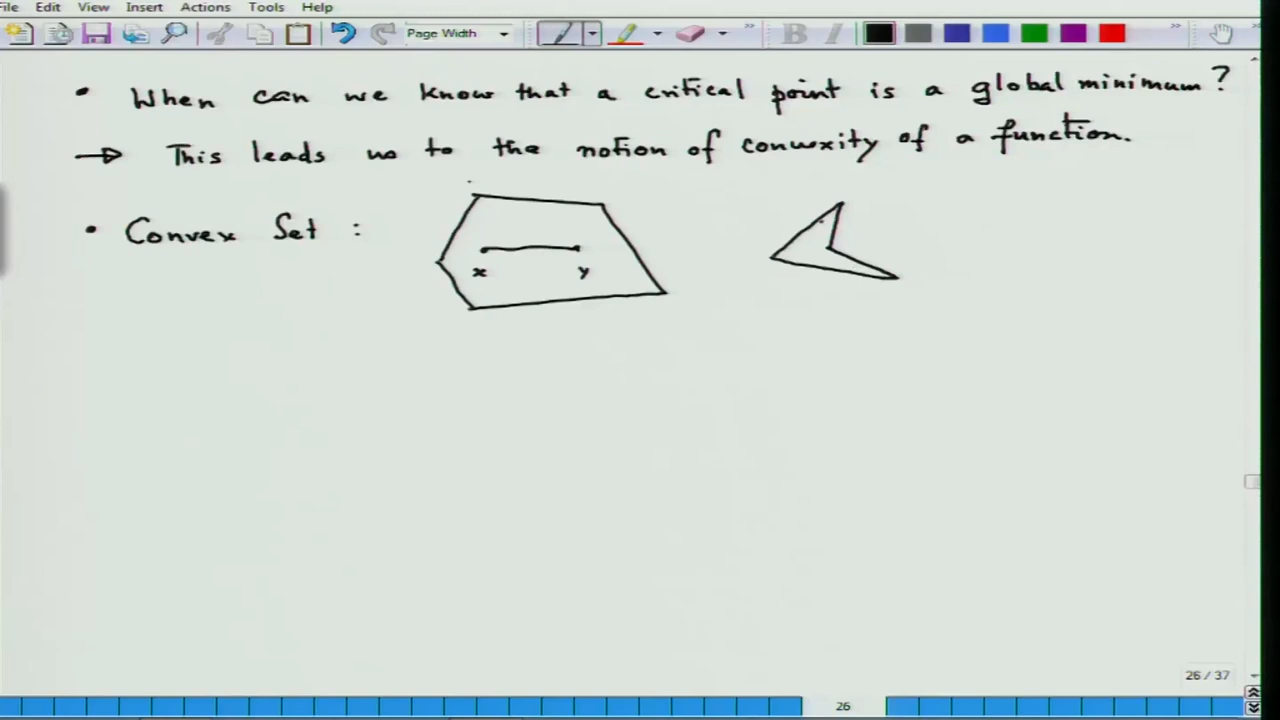 File Edit View Insert Actions Tools Help
Page Width
B I
• When can we know that a critical point is a global minimum?
→ This leads us to the notion of convexity of a function.
• Convex Set :
x y
26 / 37
26